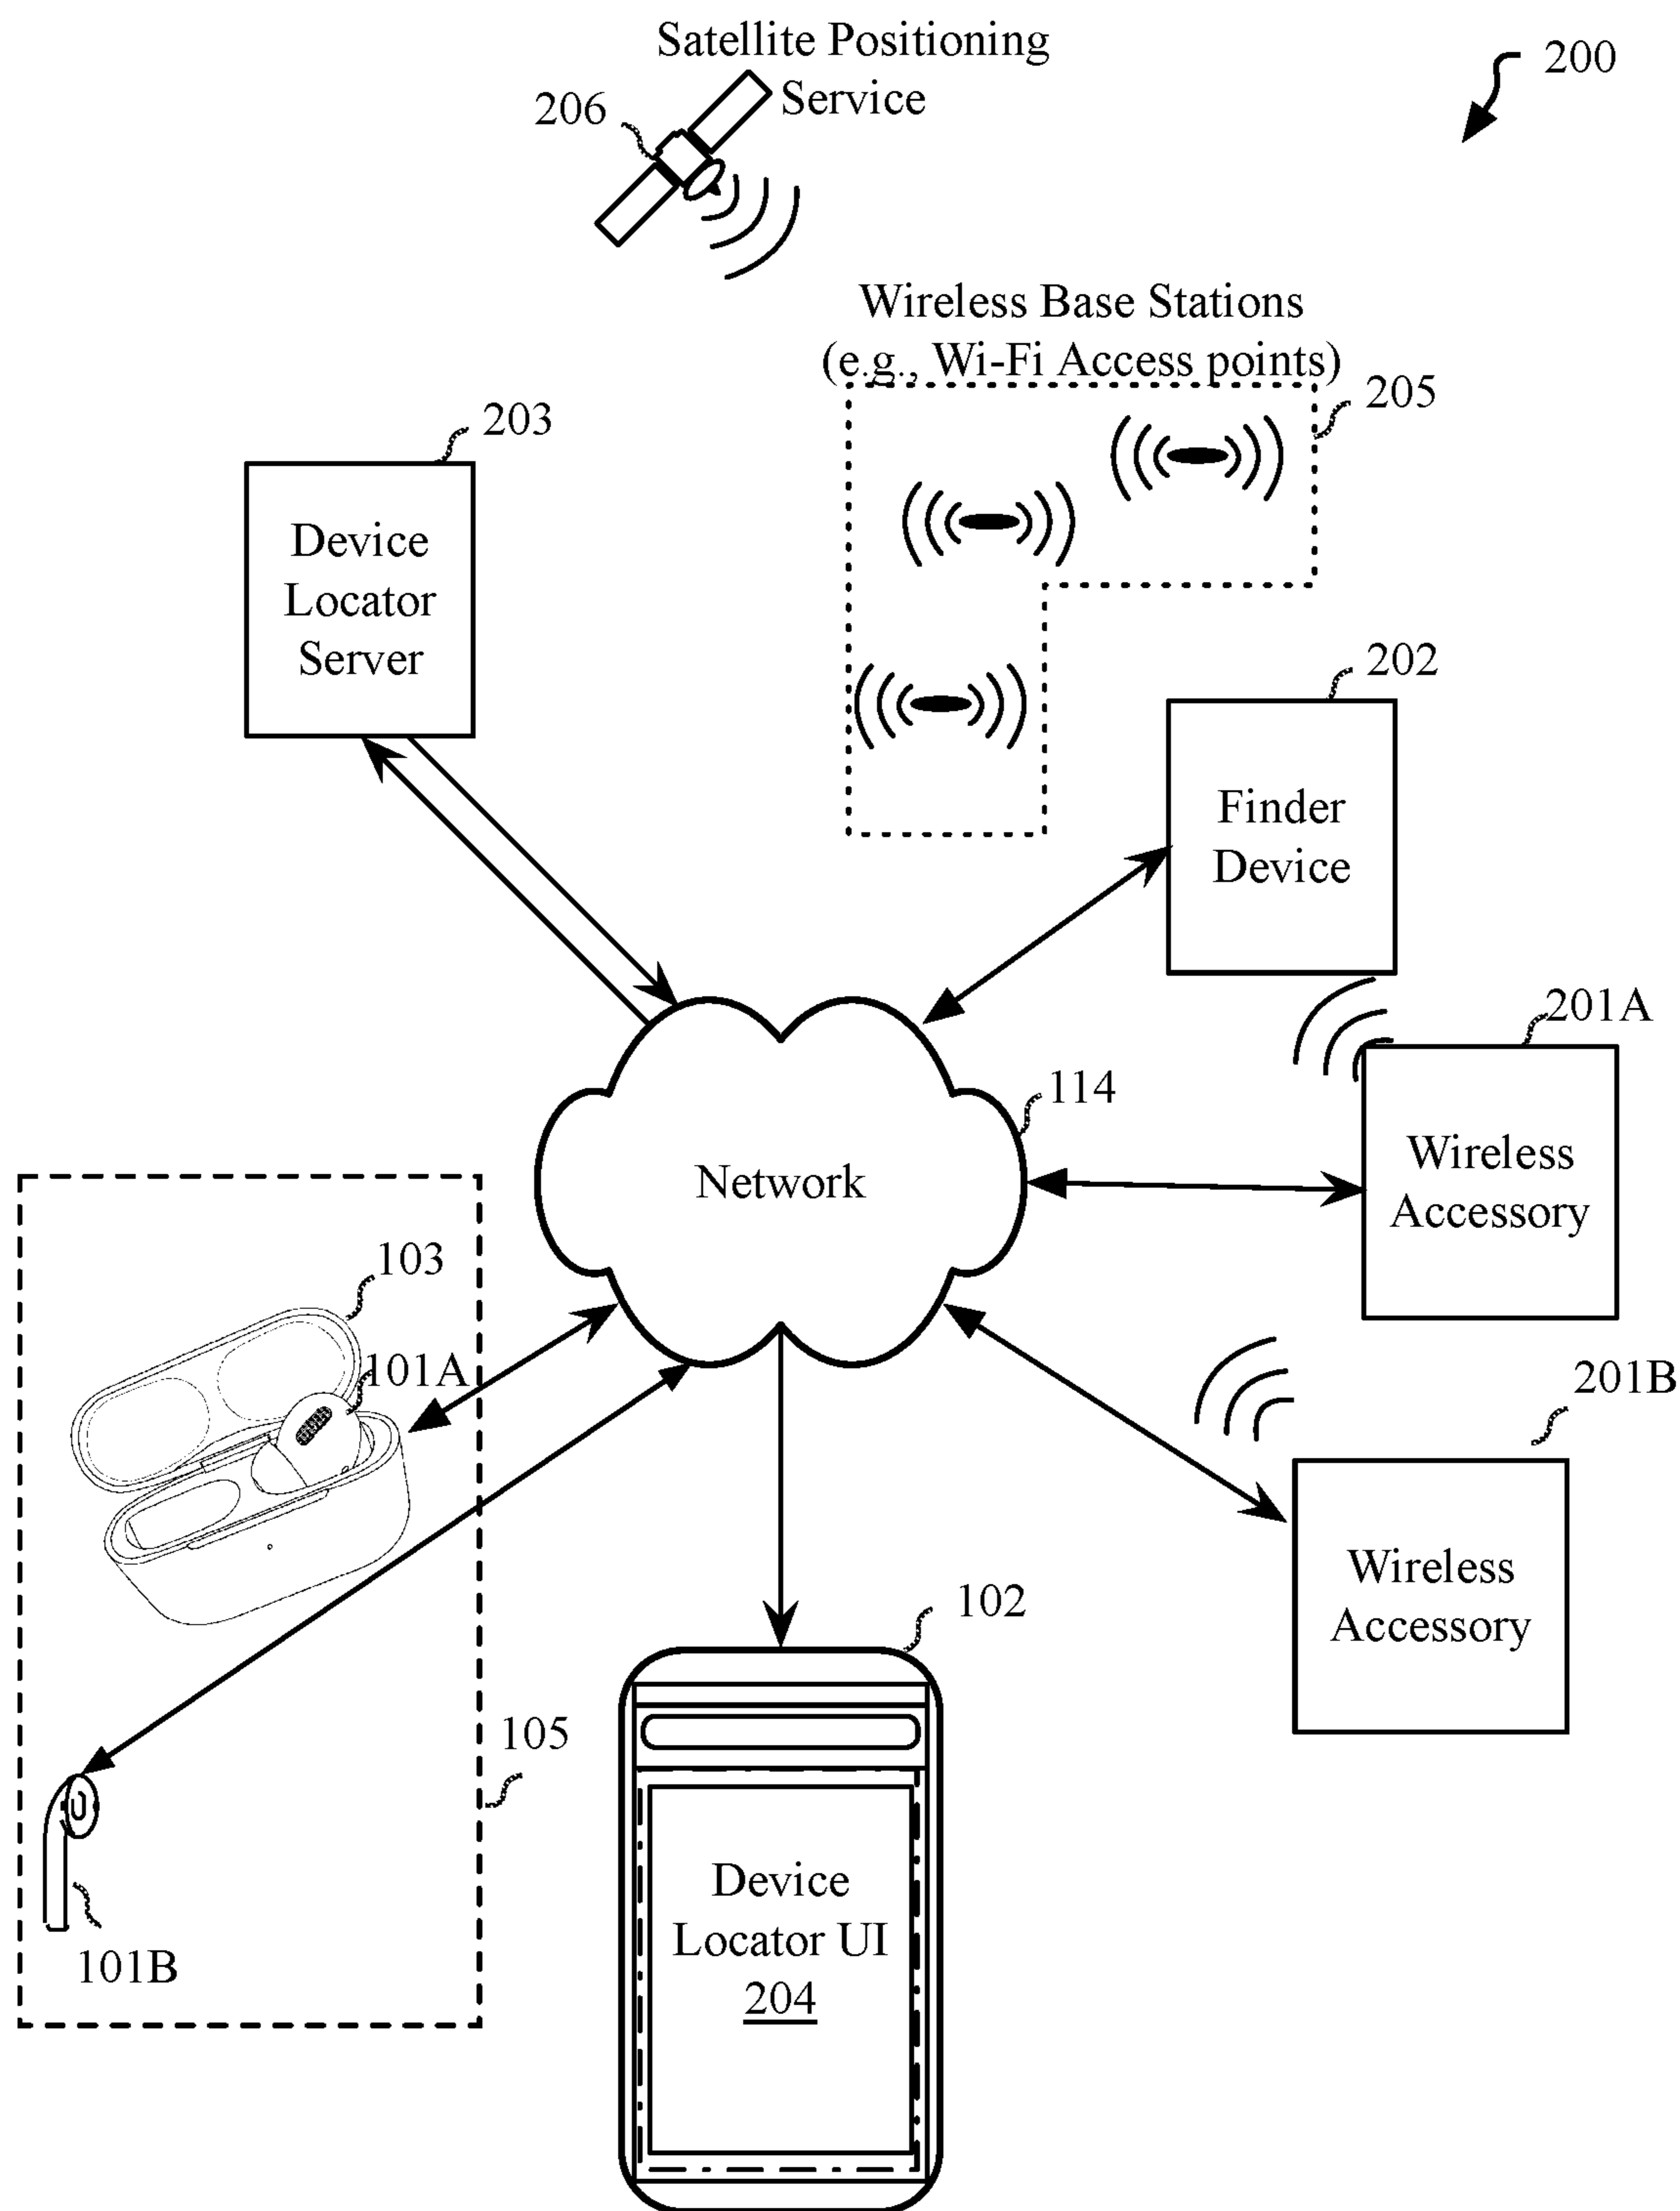 Satellite Positioning
Service
206
200
Wireless Base Stations
(e.g., Wi-Fi Access points)
205
203
Device
Locator
Server
202
Finder
Device
201A
Wireless
Accessory
114
Network
103
101A
201B
Wireless
Accessory
102
105
101B
Device
Locator UI
204